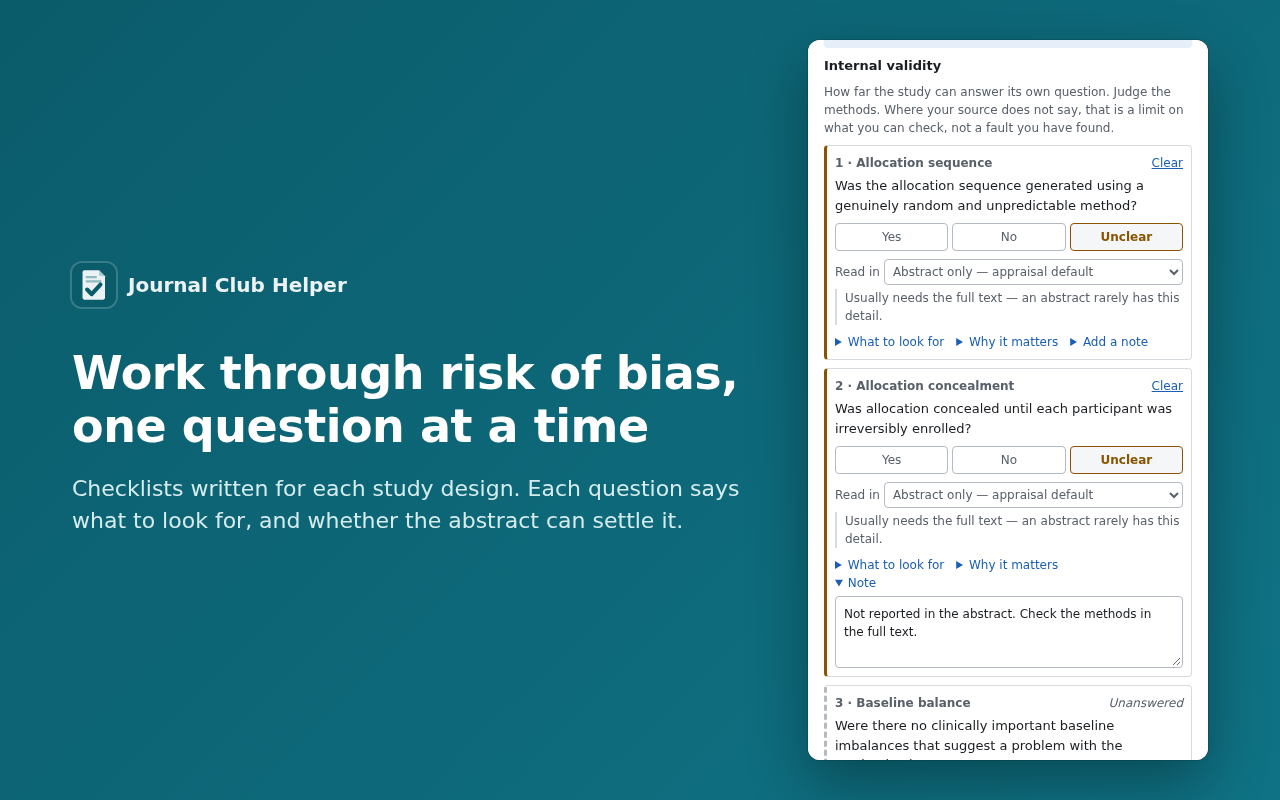 Journal Club Helper
Work through risk of bias,
one question at a time
Checklists written for each study design. Each question says
what to look for, and whether the abstract can settle it.
Internal validity
How far the study can answer its own question. Judge the
methods. Where your source does not say, that is a limit on
what you can check, not a fault you have found.
1 · Allocation sequence
Clear
Was the allocation sequence generated using a
genuinely random and unpredictable method?
Yes
No
Unclear
Read in
Abstract only — appraisal default
Usually needs the full text — an abstract rarely has this
detail.
What to look for
Why it matters
Add a note
2 · Allocation concealment
Clear
Was allocation concealed until each participant was
irreversibly enrolled?
Yes
No
Unclear
Read in
Abstract only — appraisal default
Usually needs the full text — an abstract rarely has this
detail.
What to look for
Why it matters
Note
Not reported in the abstract. Check the methods in
the full text.
3 · Baseline balance
Unanswered
Were there no clinically important baseline
imbalances that suggest a problem with the